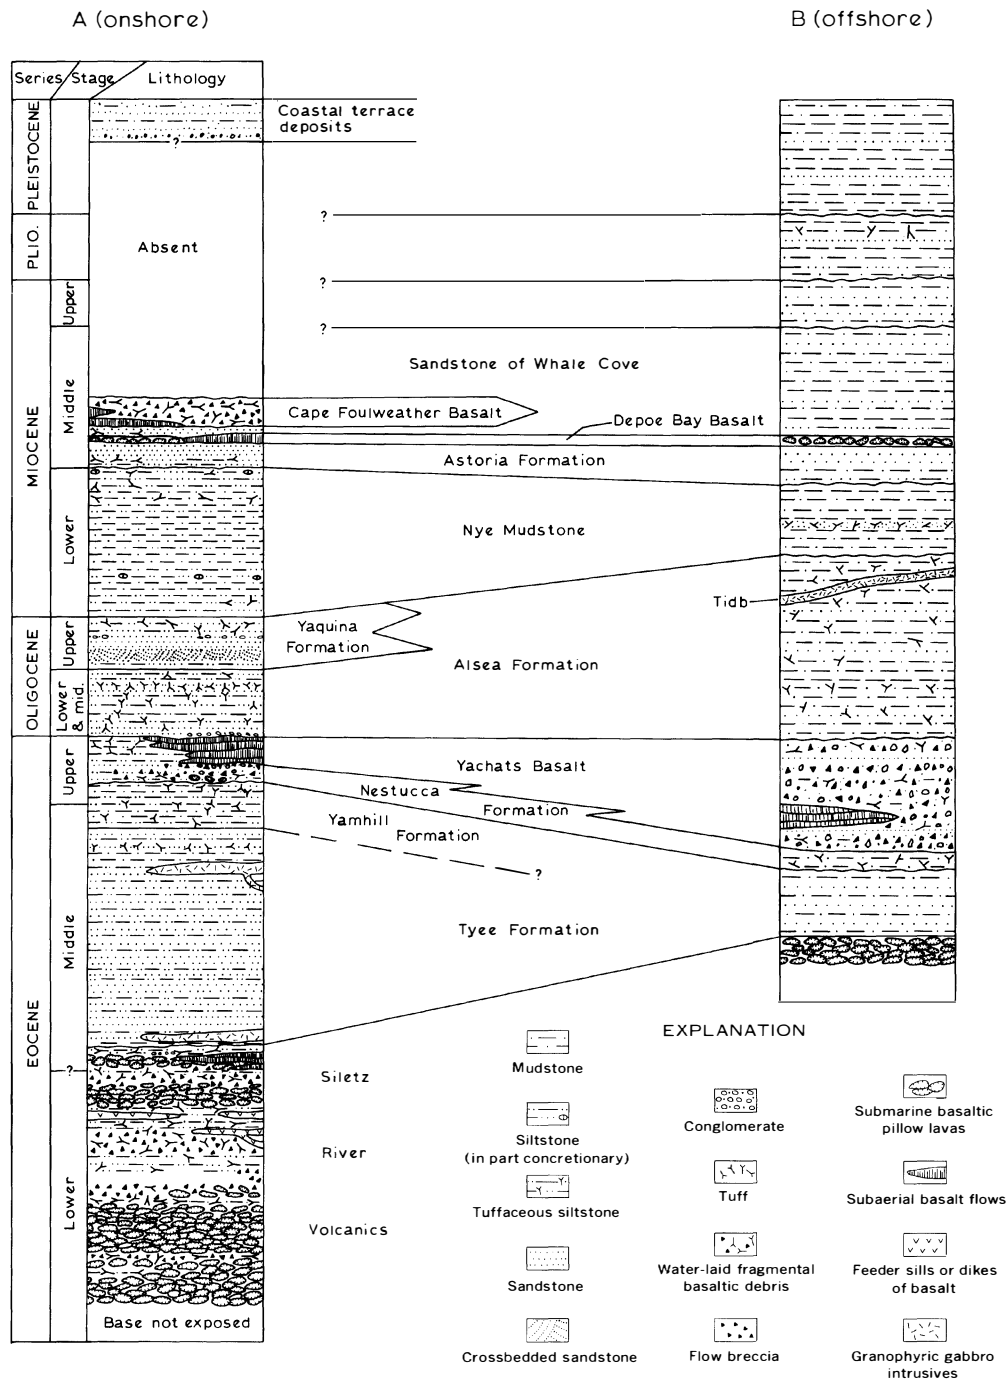 A (onshore)
B (offshore)
Series
Stage
Lithology
PLEISTOCENE
PLIO.
MIOCENE
OLIGOCENE
EOCENE
Upper
Middle
Lower
Upper
Lower
& mid.
Upper
Middle
?
Lower
?
Absent
Base not exposed
Coastal terrace
deposits
?
?
?
Sandstone of Whale Cove
Cape Foulweather Basalt
Depoe Bay Basalt
Astoria Formation
Nye Mudstone
Tidb
Yaquina
Formation
Alsea Formation
Yachats Basalt
Nestucca
Formation
Yamhill
Formation
?
Tyee Formation
Siletz
River
Volcanics
EXPLANATION
Mudstone
Siltstone
(in part concretionary)
Tuffaceous siltstone
Sandstone
Crossbedded sandstone
Conglomerate
Tuff
Water-laid fragmental
basaltic debris
Flow breccia
Submarine basaltic
pillow lavas
Subaerial basalt flows
Feeder sills or dikes
of basalt
Granophyric gabbro
intrusives